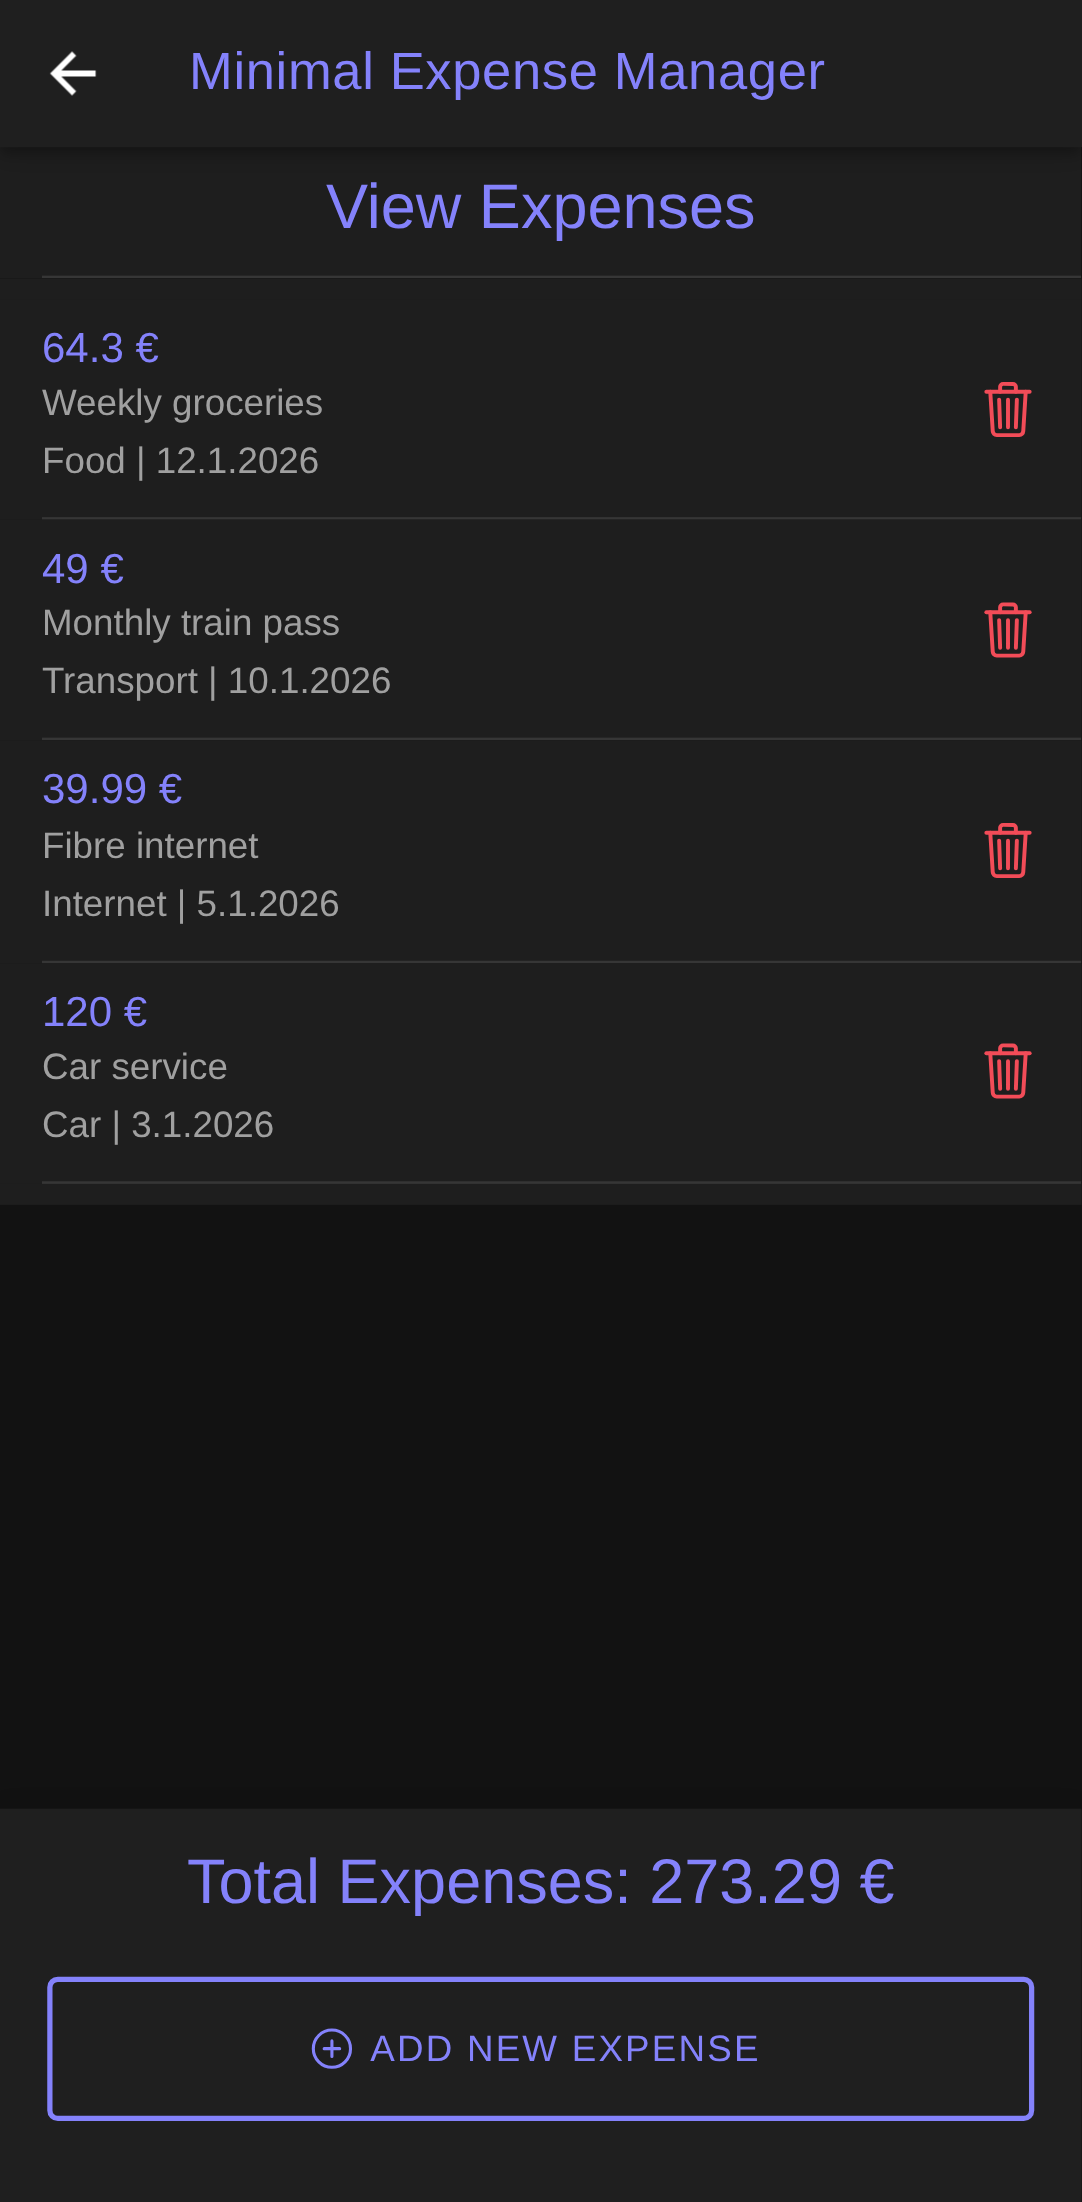 Minimal Expense Manager
View Expenses
64.3 €
Weekly groceries
Food | 12.1.2026
49 €
Monthly train pass
Transport | 10.1.2026
39.99 €
Fibre internet
Internet | 5.1.2026
120 €
Car service
Car | 3.1.2026
Total Expenses: 273.29 €
ADD NEW EXPENSE